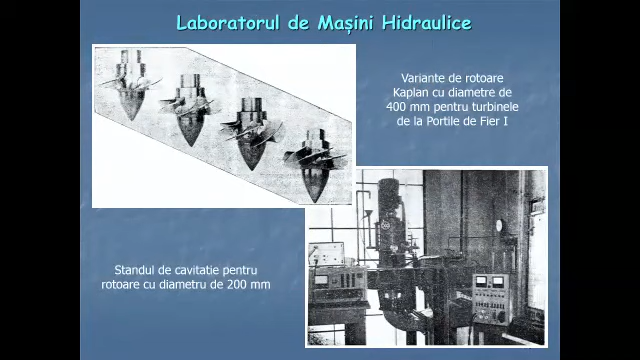 Laboratorul de Mașini Hidraulice
Variante de rotoare
Kaplan cu diametre de
400 mm pentru turbinele
de la Portile de Fier I
Standul de cavitatie pentru
rotoare cu diametru de 200 mm